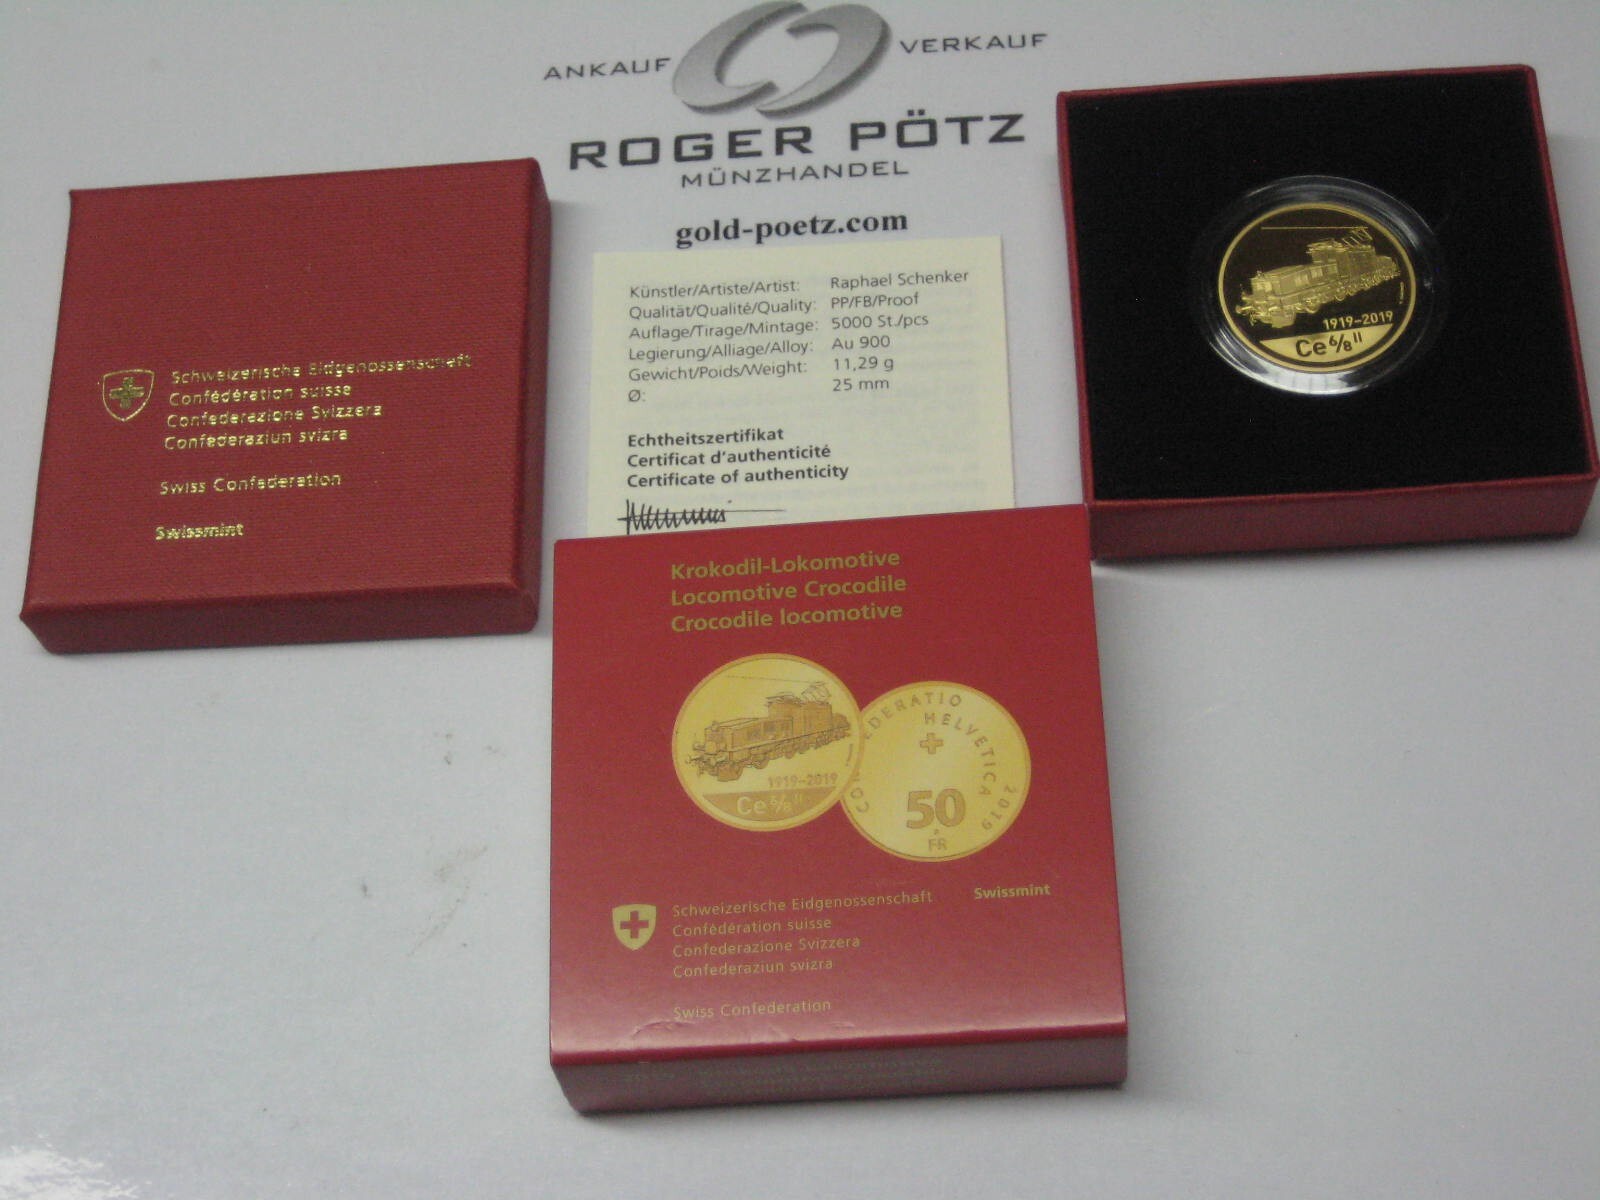 ANKAUF VERKAUF
ROGER PÖTZ
MÜNZHANDEL
gold-poetz.com
Schweizerische Eidgenossenschaft
Confédération suisse
Confederazione Svizzera
Confederaziun svizra
Swiss Confederation
Swissmint
Künstler/Artiste/Artist: Raphael Schenker
Qualität/Qualité/Quality: PP/FB/Proof
Auflage/Tirage/Mintage: 5000 St./pcs
Legierung/Alliage/Alloy: Au 900
Gewicht/Poids/Weight: 11,29 g
Ø: 25 mm
Echtheitszertifikat
Certificat d'authenticité
Certificate of authenticity
1919–2019
Ce 6/8 II
Krokodil-Lokomotive
Locomotive Crocodile
Crocodile locomotive
1919–2019
Ce 6/8 II
HELVETICA 2019
50
FR
Schweizerische Eidgenossenschaft Swissmint
Confédération suisse
Confederazione Svizzera
Confederaziun svizra
Swiss Confederation